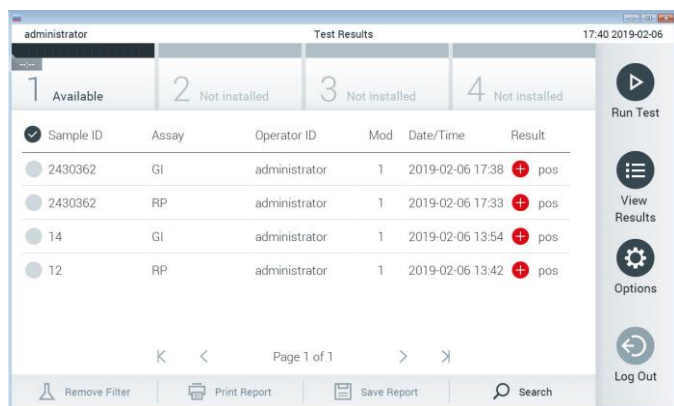 administrator Test Results 17:40 2019-02-06
--:--
1 Available 2 Not installed 3 Not installed 4 Not installed
Run Test
Sample ID Assay Operator ID Mod Date/Time Result
2430362 GI administrator 1 2019-02-06 17:38 pos
2430362 RP administrator 1 2019-02-06 17:33 pos
View
Results
14 GI administrator 1 2019-02-06 13:54 pos
12 RP administrator 1 2019-02-06 13:42 pos
Options
Page 1 of 1
Remove Filter Print Report Save Report Search
Log Out